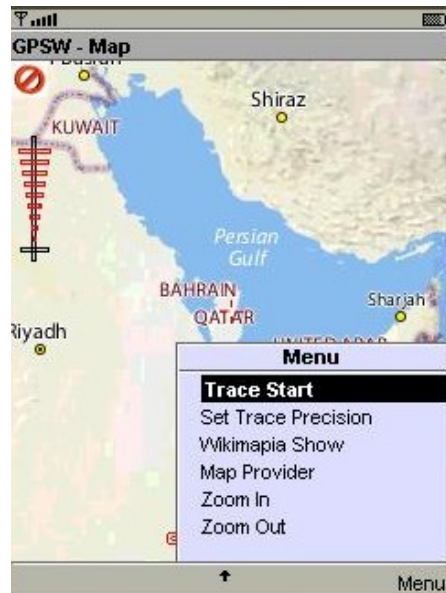 GPSW - Map
Shiraz
KUWAIT
Persian
Gulf
BAHRAIN
Sharjah
QATAR
Riyadh
Menu
Trace Start
Set Trace Precision
Wikimapia Show
Map Provider
Zoom In
Zoom Out
Menu